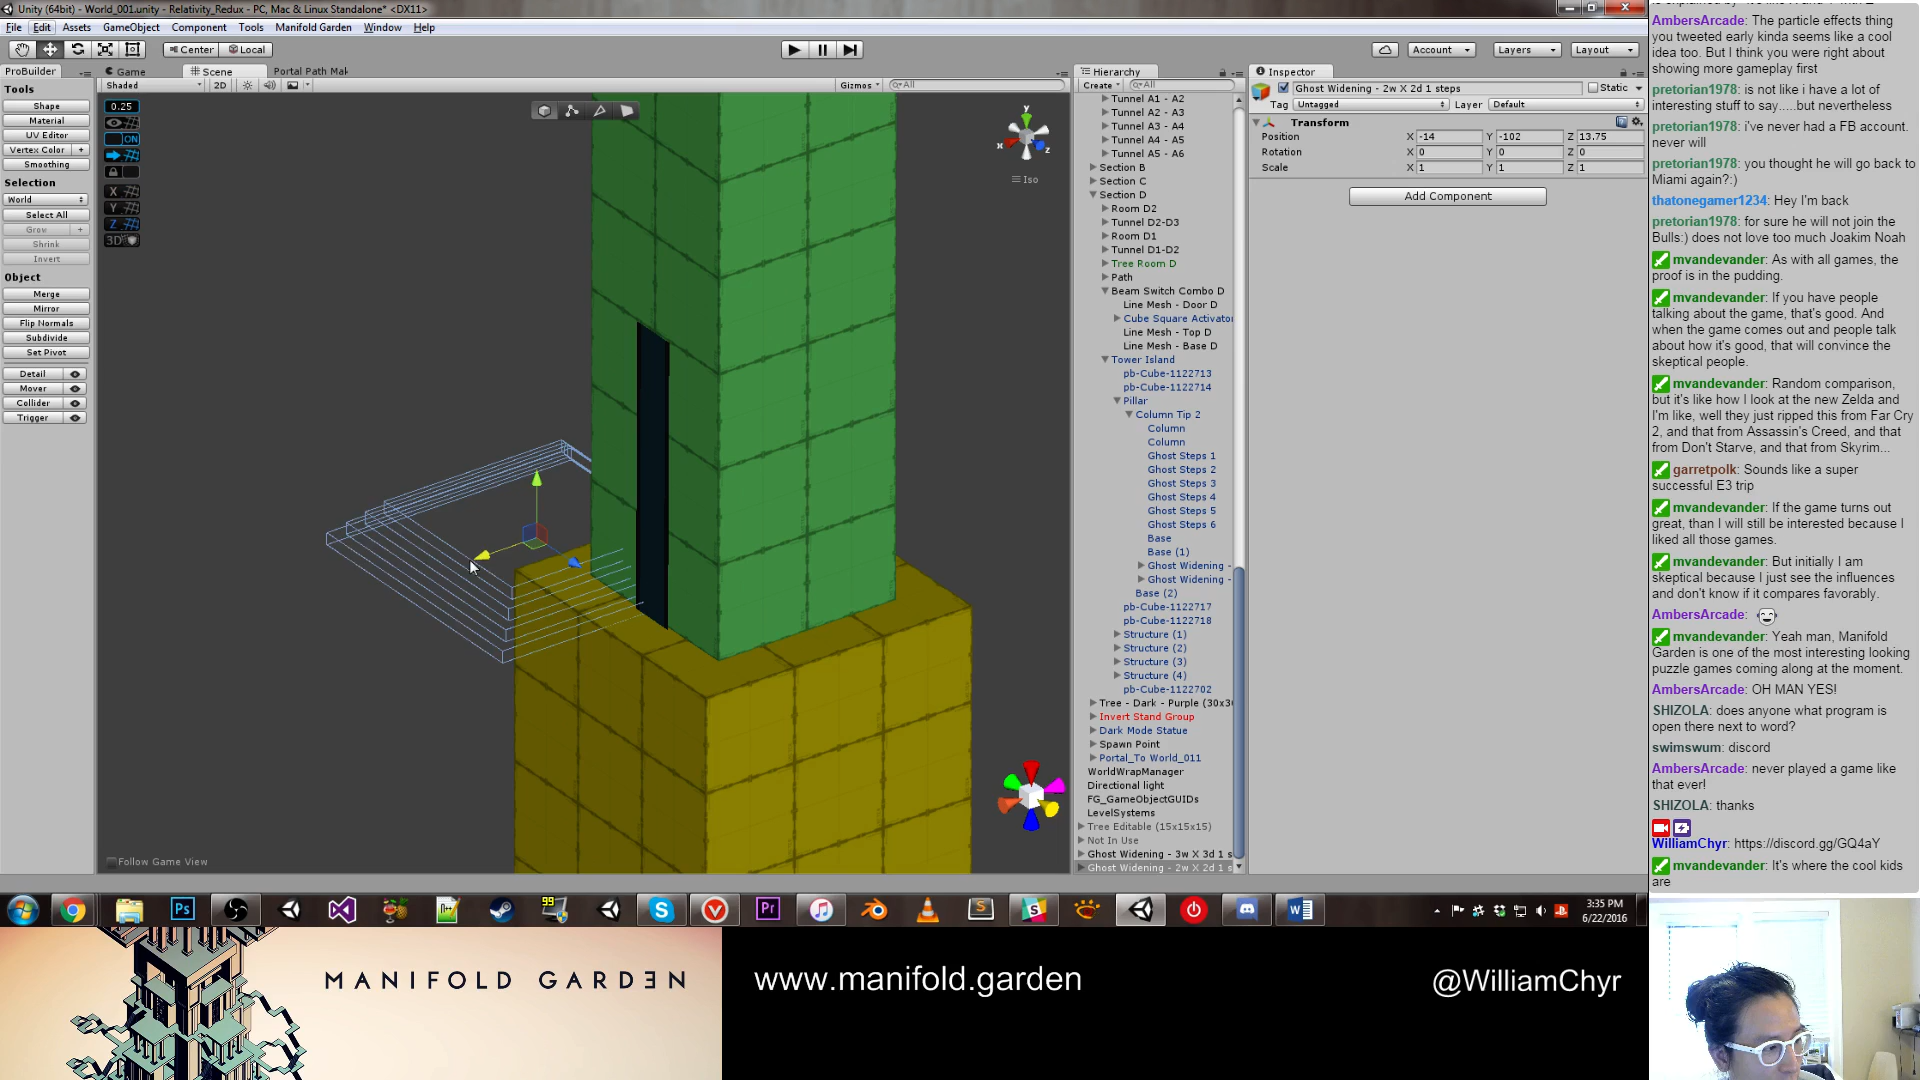 Unity (64bit) - World_001.unity - Relativity_Redux - PC, Mac & Linux Standalone* <DX11>
File Edit Assets GameObject Component Tools Manifold Garden Window Help
Center Local
Account Layers Layout
ProBuilder
Tools
Shape
Material
UV Editor
Vertex Color +
Smoothing
Selection
World
Select All
Grow +
Shrink
Invert
Object
Merge
Mirror
Flip Normals
Subdivide
Set Pivot
Detail
Mover
Collider
Trigger
Game Scene Portal Path Mak
Shaded 2D Gizmos All
0.25
ON
X
Y
Z
3D
y
x
z
Iso
Follow Game View
Hierarchy
Create All
Tunnel A1 - A2
Tunnel A2 - A3
Tunnel A3 - A4
Tunnel A4 - A5
Tunnel A5 - A6
Section B
Section C
Section D
Room D2
Tunnel D2-D3
Room D1
Tunnel D1-D2
Tree Room D
Path
Beam Switch Combo D
Line Mesh - Door D
Cube Square Activator
Line Mesh - Top D
Line Mesh - Base D
Tower Island
pb-Cube-1122713
pb-Cube-1122714
Pillar
Column Tip 2
Column
Column
Ghost Steps 1
Ghost Steps 2
Ghost Steps 3
Ghost Steps 4
Ghost Steps 5
Ghost Steps 6
Base
Base (1)
Ghost Widening -
Ghost Widening -
Base (2)
pb-Cube-1122717
pb-Cube-1122718
Structure (1)
Structure (2)
Structure (3)
Structure (4)
pb-Cube-1122702
Tree - Dark - Purple (30x3
Invert Stand Group
Dark Mode Statue
Spawn Point
Portal_To World_011
WorldWrapManager
Directional light
FG_GameObjectGUIDs
LevelSystems
Tree Editable (15x15x15)
Not In Use
Ghost Widening - 3w X 3d 1 s
Ghost Widening - 2w X 2d 1 s
Inspector
Ghost Widening - 2w X 2d 1 steps Static
Tag Untagged Layer Default
Transform
Position X -14 Y -102 Z 13.75
Rotation X 0 Y 0 Z 0
Scale X 1 Y 1 Z 1
Add Component
AmbersArcade: The particle effects thing
you tweeted early kinda seems like a cool
idea too. But I think you were right about
showing more gameplay first
pretorian1978: is not like i have a lot of
interesting stuff to say.....but nevertheless
pretorian1978: i've never had a FB account.
never will
pretorian1978: you thought he will go back to
Miami again?:)
thatonegamer1234: Hey I'm back
pretorian1978: for sure he will not join the
Bulls:) does not love too much Joakim Noah
mvandevander: As with all games, the
proof is in the pudding.
mvandevander: If you have people
talking about the game, that's good. And
when the game comes out and people talk
about how it's good, that will convince the
skeptical people.
mvandevander: Random comparison,
but it's like how I look at the new Zelda and
I'm like, well they just ripped this from Far Cry
2, and that from Assassin's Creed, and that
from Don't Starve, and that from Skyrim...
garretpolk: Sounds like a super
successful E3 trip
mvandevander: If the game turns out
great, than I will still be interested because I
liked all those games.
mvandevander: But initially I am
skeptical because I just see the influences
and don't know if it compares favorably.
AmbersArcade:
mvandevander: Yeah man, Manifold
Garden is one of the most interesting looking
puzzle games coming along at the moment.
AmbersArcade: OH MAN YES!
SHIZOLA: does anyone what program is
open there next to word?
swimswum: discord
AmbersArcade: never played a game like
that ever!
SHIZOLA: thanks
WilliamChyr: https://discord.gg/GQ4aY
mvandevander: It's where the cool kids
are
Ps
99
Pr
3:35 PM
6/22/2016
MANIFOLD GARDƎN
www.manifold.garden
@WilliamChyr